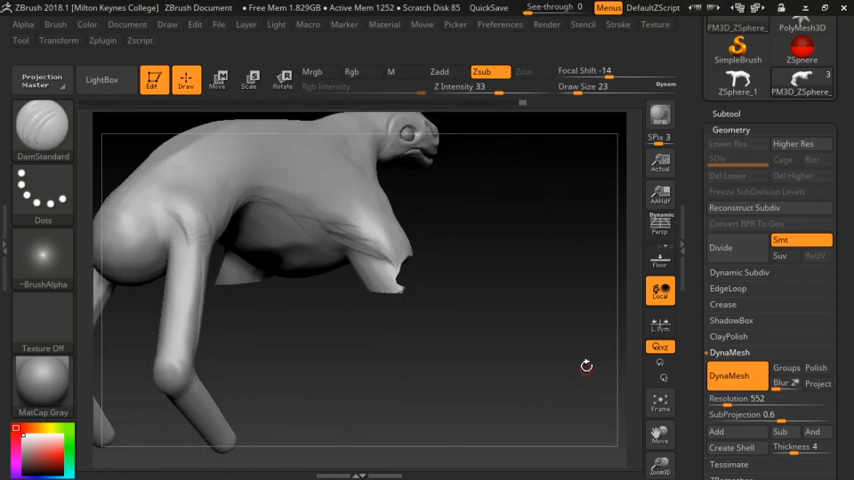 ZBrush 2018.1 [Milton Keynes College] ZBrush Document • Free Mem 1.829GB • Active Mem 1252 • Scratch Disk 85 QuickSave See-through 0 Menus DefaultZScript
Alpha Brush Color Document Draw Edit File Layer Light Macro Marker Material Movie Picker Preferences Render Stencil Stroke Texture
Tool Transform Zplugin Zscript
Projection Master LightBox Edit Draw Move Scale Rotate
Mrgb Rgb M Zadd Zsub Zcut Focal Shift -14
Rgb Intensity Z Intensity 33 Draw Size 23 Dynam
DamStandard
Dots
~BrushAlpha
Texture Off
MatCap Gray
BPR
SPix 3
Actual
AAHalf
Dynamic
Persp
Floor
Local
L.Sym
XYZ
Frame
Move
Zoom3D
PM3D_ZSphere_ PolyMesh3D
SimpleBrush ZSphere
3
ZSphere_1 PM3D_ZSphere_
Subtool
Geometry
Lower Res Higher Res
SDiv Cage Rstr
Del Lower Del Higher
Freeze SubDivision Levels
Reconstruct Subdiv
Convert BPR To Geo
Divide Smt
Suv ReUV
Dynamic Subdiv
EdgeLoop
Crease
ShadowBox
ClayPolish
DynaMesh
DynaMesh Groups Polish
Blur 2 Project
Resolution 552
SubProjection 0.6
Add Sub And
Create Shell Thickness 4
Tessimate